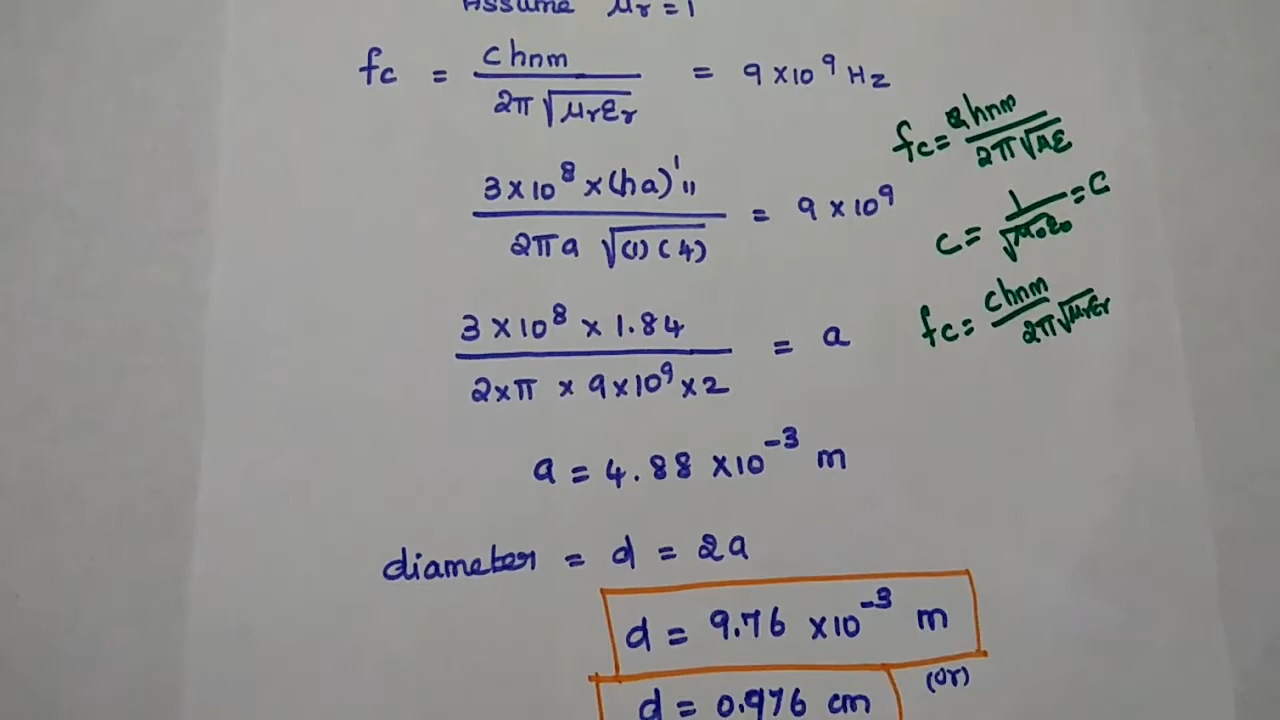 Assume μr = 1
fc = c hnm / 2π √μrεr = 9 × 10^9 Hz
3 × 10^8 × (ha)'11 / 2πa √(1)(4) = 9 × 10^9
3 × 10^8 × 1.84 / 2×π × 9×10^9 × 2 = a
a = 4.88 × 10^-3 m
diameter = d = 2a
d = 9.76 × 10^-3 m
(or)
d = 0.976 cm
fc = hnm / 2π√με
c = 1 / √μ0ε0 = c
fc = chnm / 2π√μrεr